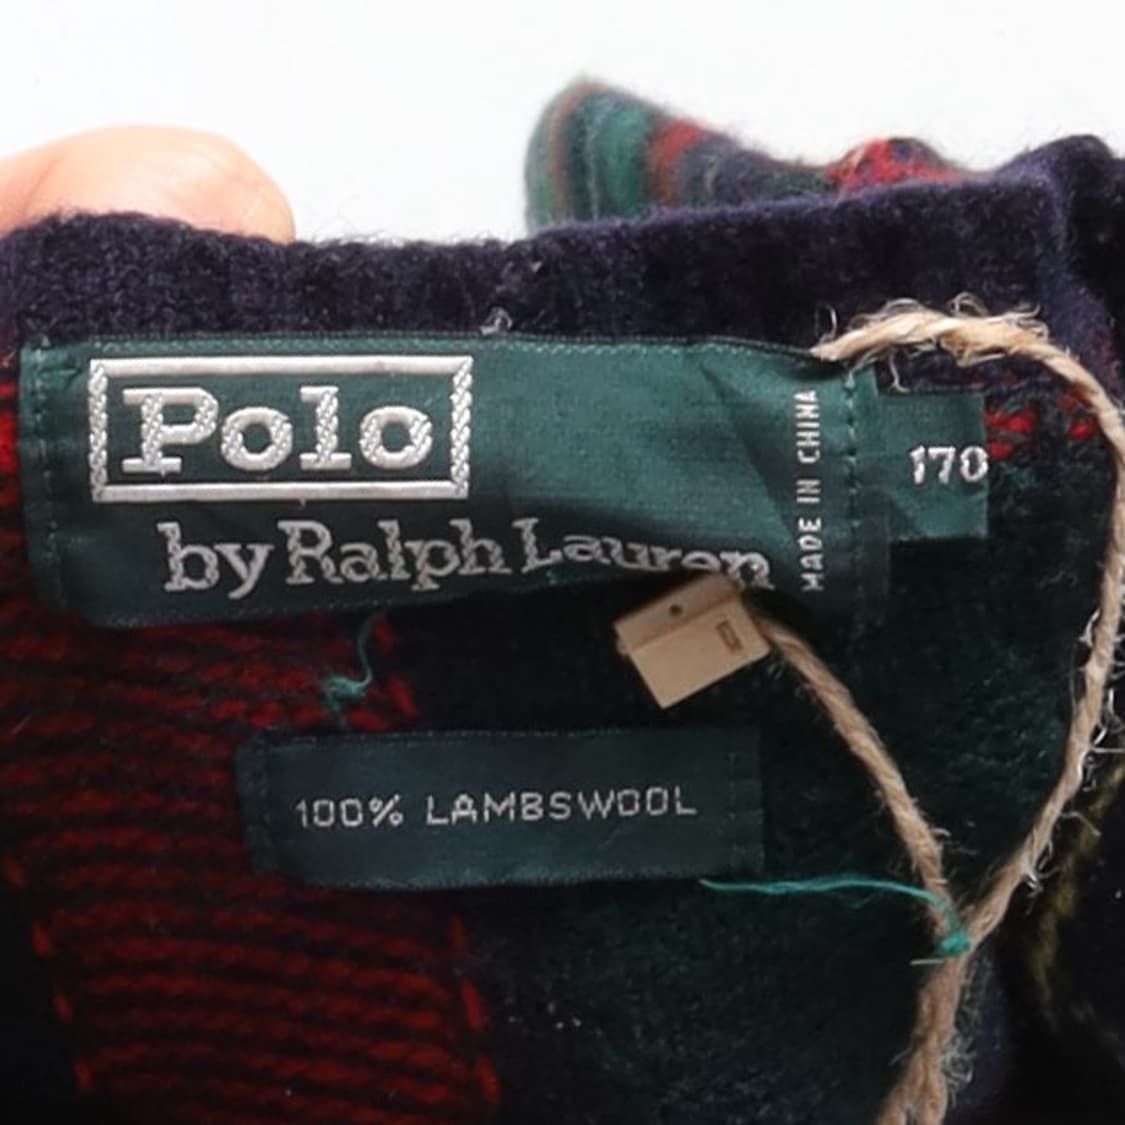 Polo
by Ralph Lauren
MADE IN CHINA
170
100% LAMBSWOOL